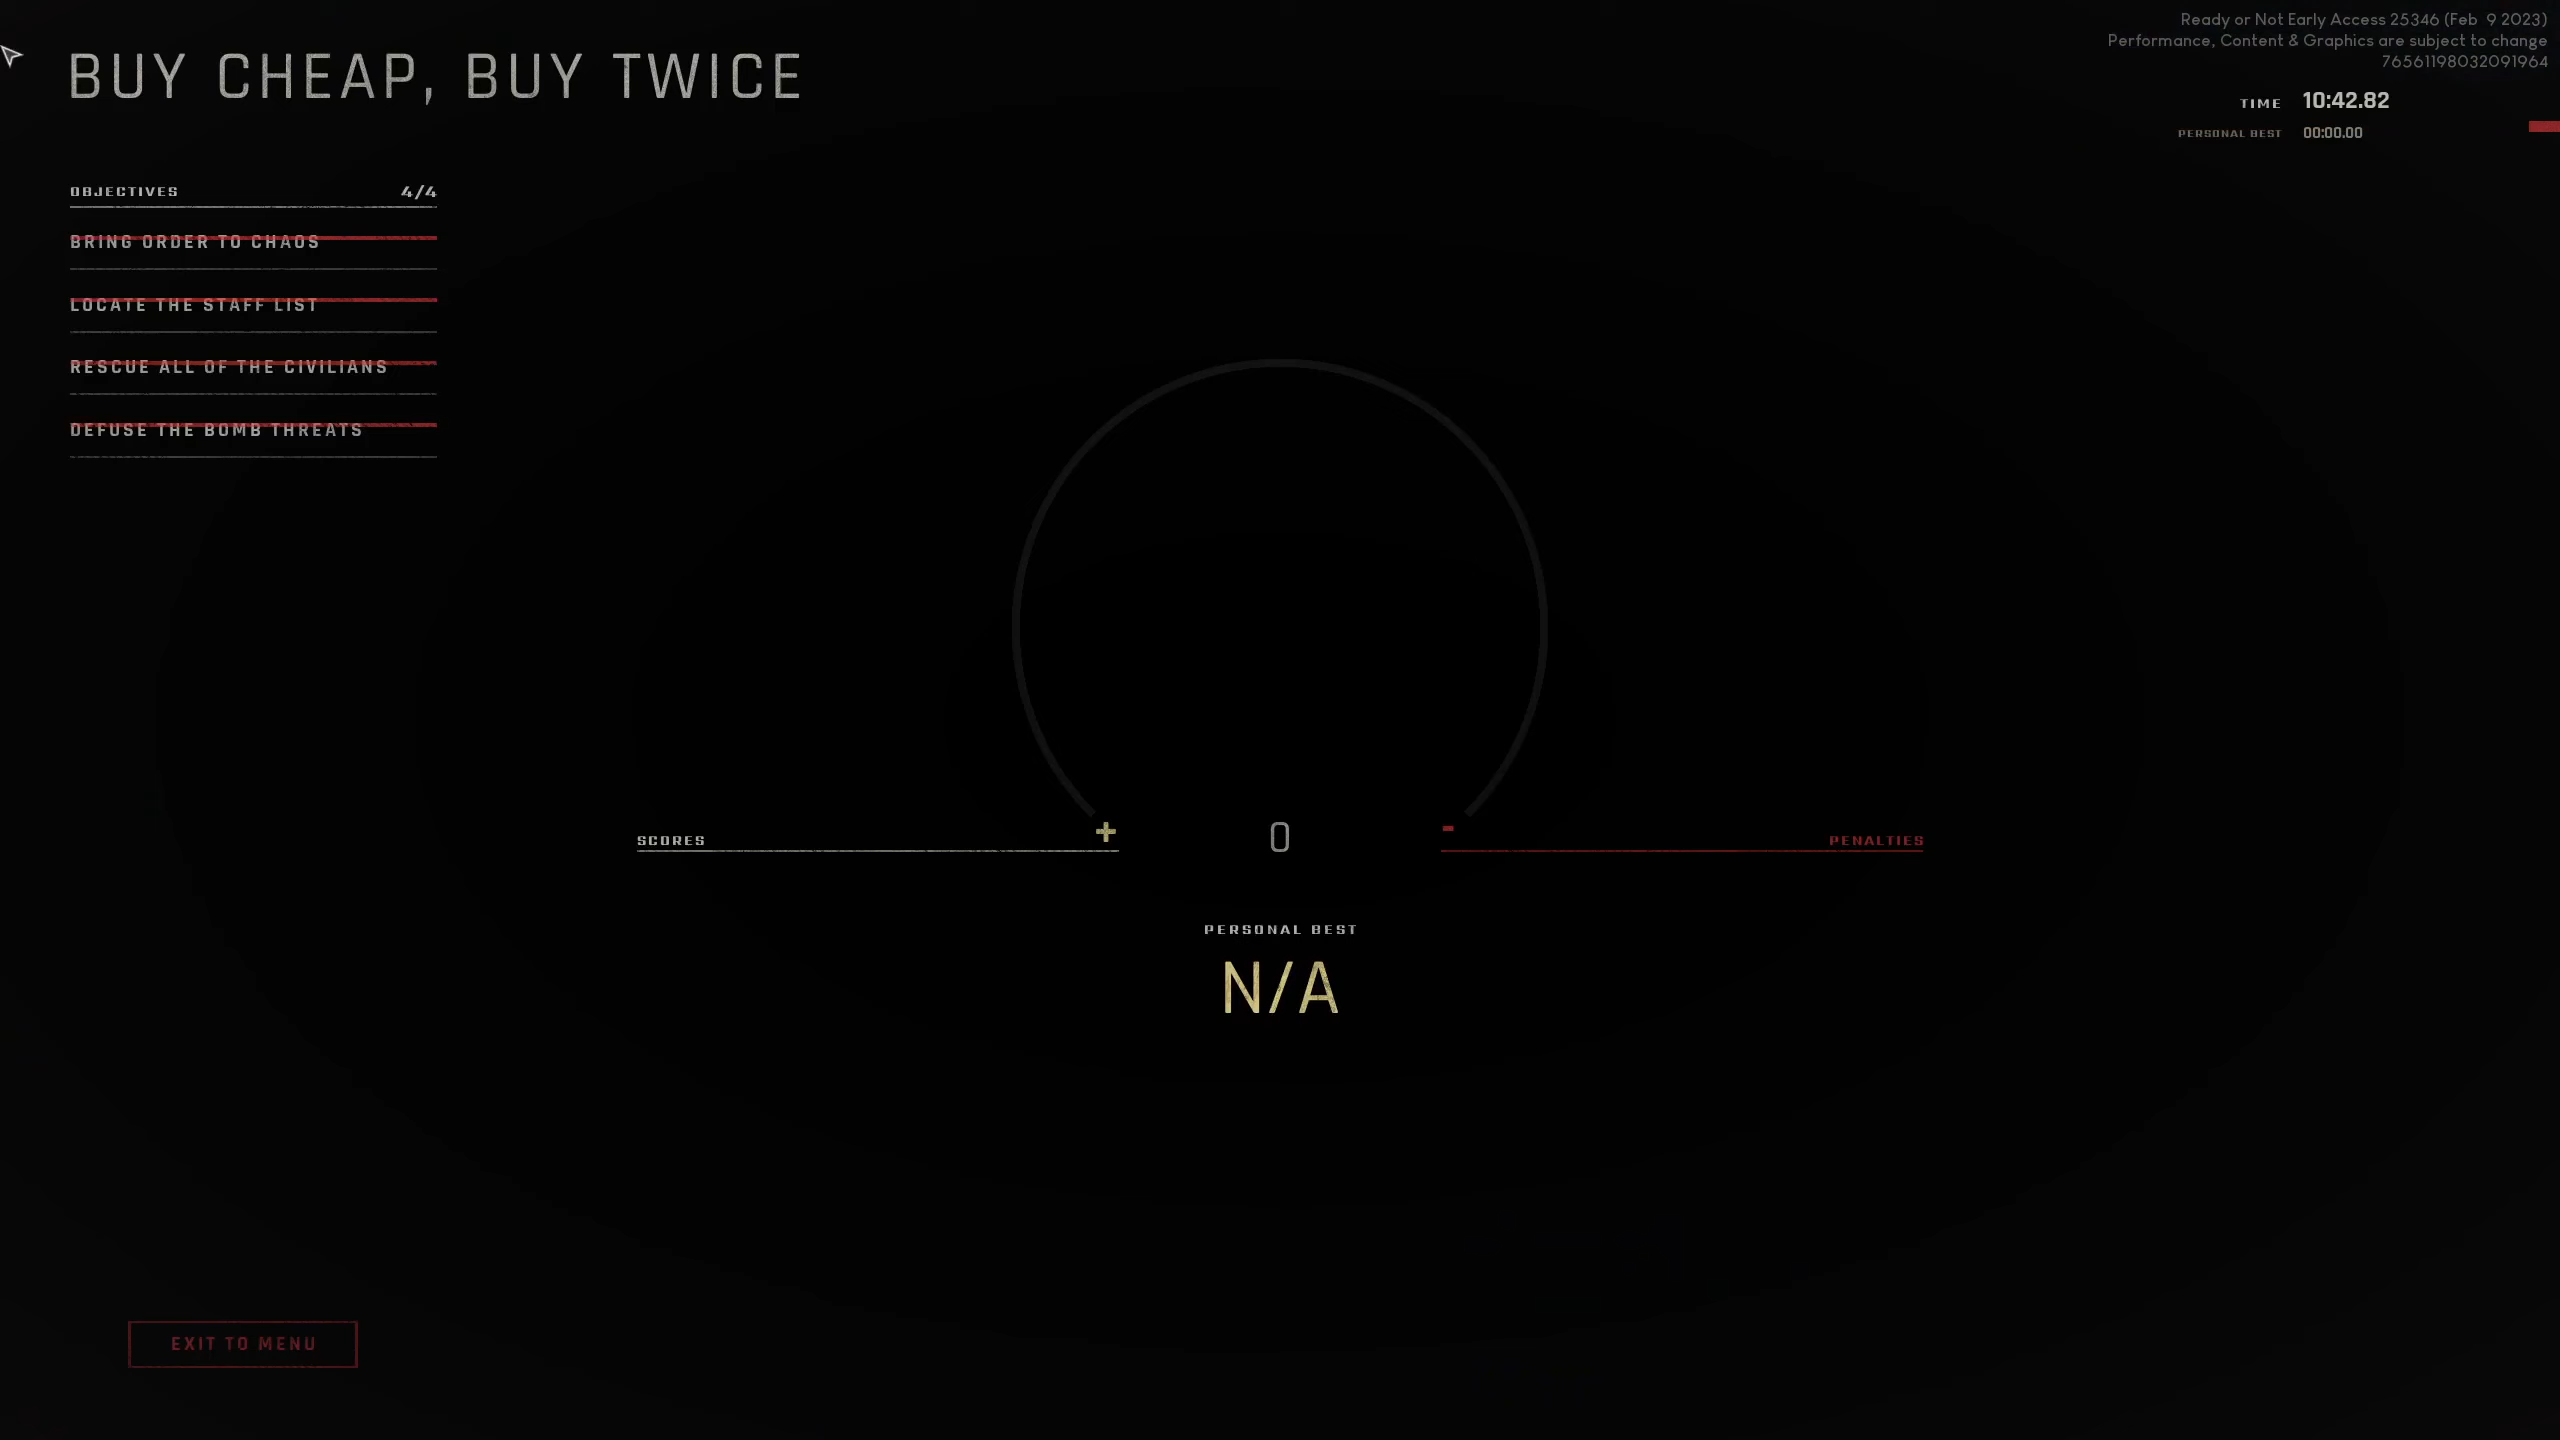 Ready or Not Early Access 25346 (Feb  9 2023)
Performance, Content & Graphics are subject to change
76561198032091964
BUY CHEAP, BUY TWICE
TIME 10:42.82
PERSONAL BEST 00:00.00
OBJECTIVES 4/4
BRING ORDER TO CHAOS
LOCATE THE STAFF LIST
RESCUE ALL OF THE CIVILIANS
DEFUSE THE BOMB THREATS
SCORES + 0 - PENALTIES
PERSONAL BEST
N/A
EXIT TO MENU